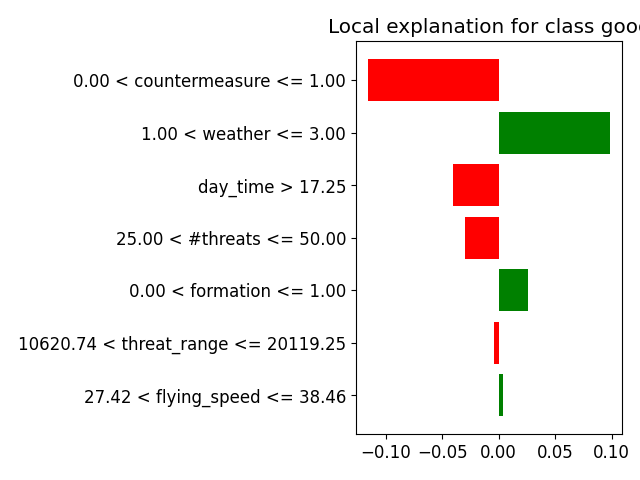 Local explanation for class goo
0.00 < countermeasure <= 1.00
1.00 < weather <= 3.00
day_time > 17.25
25.00 < #threats <= 50.00
0.00 < formation <= 1.00
10620.74 < threat_range <= 20119.25
27.42 < flying_speed <= 38.46
−0.10 −0.05 0.00 0.05 0.10